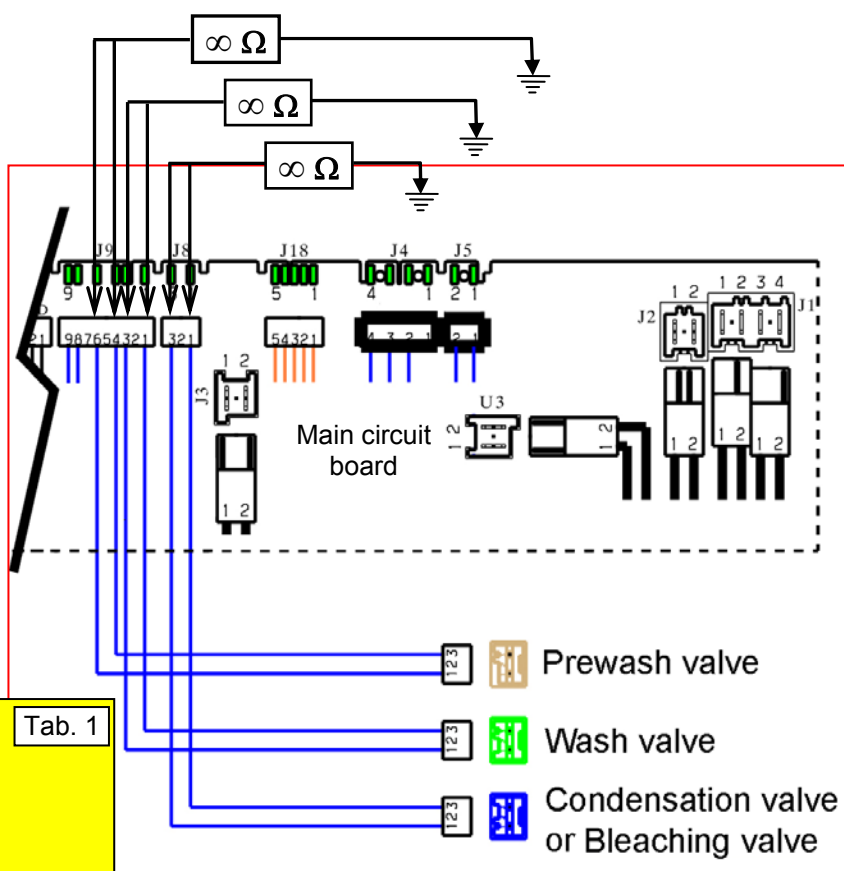 ∞ Ω
∞ Ω
∞ Ω
J9 J8 J18 J4 J5
9 5 1 4 1 2 1
1 2 1 2 3 4
J2 J1
21 987654321 321 54321 4 3 2 1 2 1
J3 1 2
U3
1 2
1 2
Main circuit
board
1 2 1 2 1 2
1 2
123 Prewash valve
Tab. 1
123 Wash valve
123 Condensation valve
or Bleaching valve